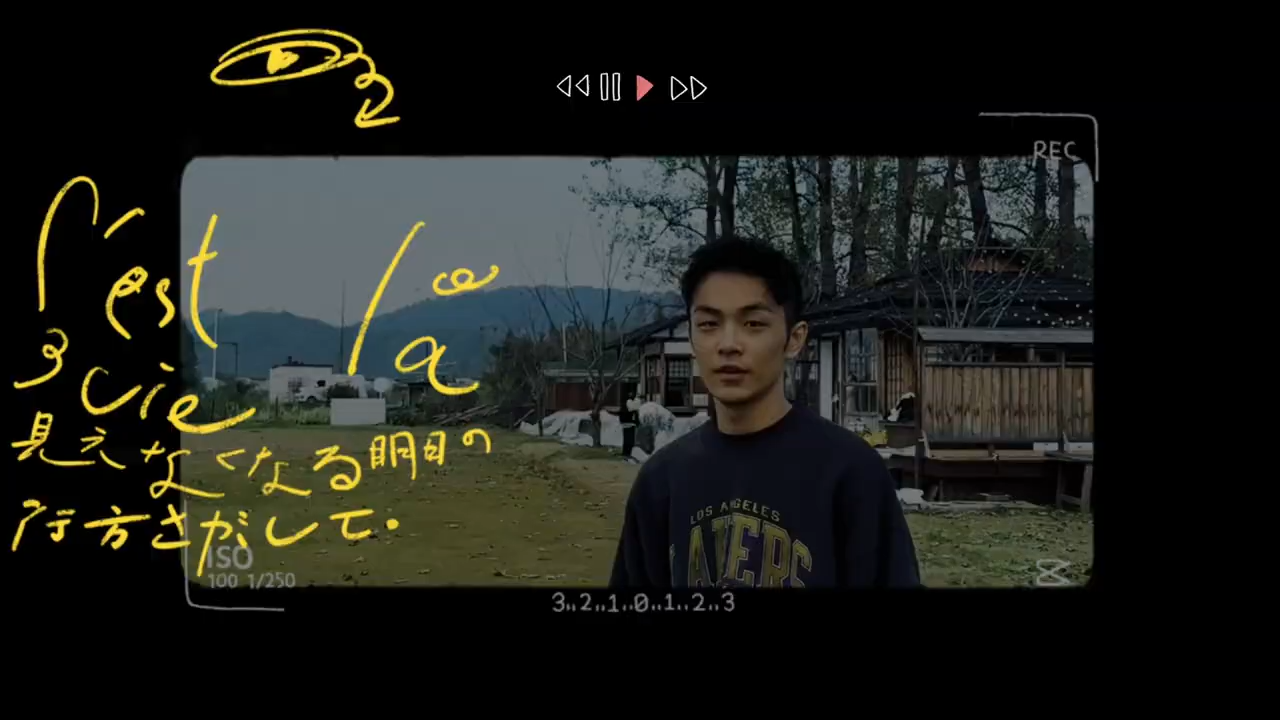 REC
C'est la
vie
見えなくなる明日の
行方さがして.
LOS ANGELES
LAKERS
ISO
100 1/250
3..2..1..0..1..2..3